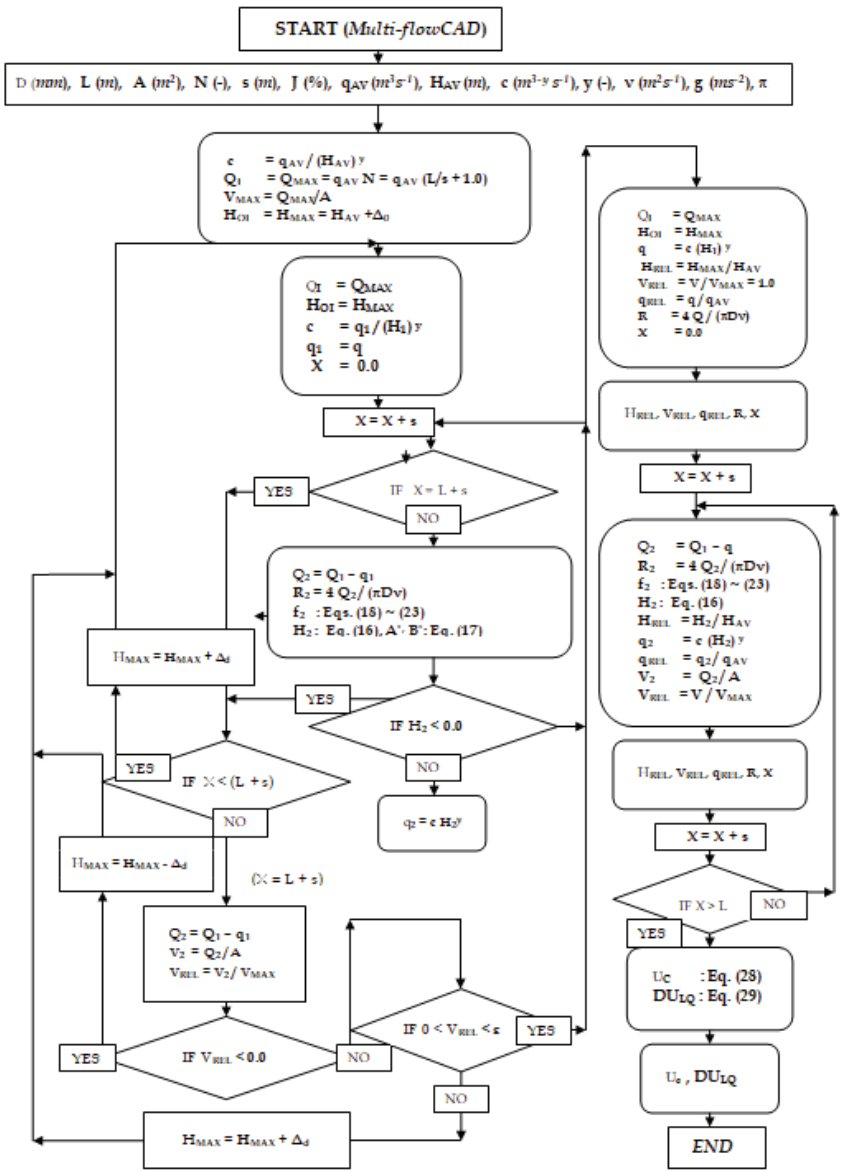 START (Multi-flowCAD)
D (mm), L (m), A (m²), N (-), s (m), J (%), qAV (m³s⁻¹), HAV (m), c (m³⁻ʸ s⁻¹), y (-), ν (m²s⁻¹), g (ms⁻²), π
c = qAV / (HAV) ʸ
QI = QMAX = qAV N = qAV (L/s + 1.0)
VMAX = QMAX/A
HOI = HMAX = HAV + Δ0
QI = QMAX
HOI = HMAX
c = q1 / (H1) ʸ
q1 = q
X = 0.0
X = X + s
IF X = L + s
YES
NO
Q2 = Q1 – q1
R2 = 4 Q2 / (πDν)
f2 : Eqs. (18) ~ (23)
H2 : Eq. (16), A", B": Eq. (17)
HMAX = HMAX + Δd
YES
IF H2 < 0.0
NO
q2 = c H2ʸ
YES
IF X < (L + s)
NO
HMAX = HMAX - Δd
(X = L + s)
Q2 = Q1 – q1
V2 = Q2/A
VREL = V2/ VMAX
YES
IF VREL < 0.0
NO
IF 0 < VREL < ε
YES
NO
HMAX = HMAX + Δd
QI = QMAX
HOI = HMAX
q = c (H1) ʸ
HREL = HMAX / HAV
VREL = V / VMAX = 1.0
qREL = q / qAV
R = 4 Q / (πDν)
X = 0.0
HREL, VREL, qREL, R, X
X = X + s
Q2 = Q1 – q
R2 = 4 Q2 / (πDν)
f2 : Eqs. (18) ~ (23)
H2 : Eq. (16)
HREL = H2 / HAV
q2 = c (H2) ʸ
qREL = q2 / qAV
V2 = Q2 / A
VREL = V / VMAX
HREL, VREL, qREL, R, X
X = X + s
IF X > L
NO
YES
UC : Eq. (28)
DULQ : Eq. (29)
Uc , DULQ
END